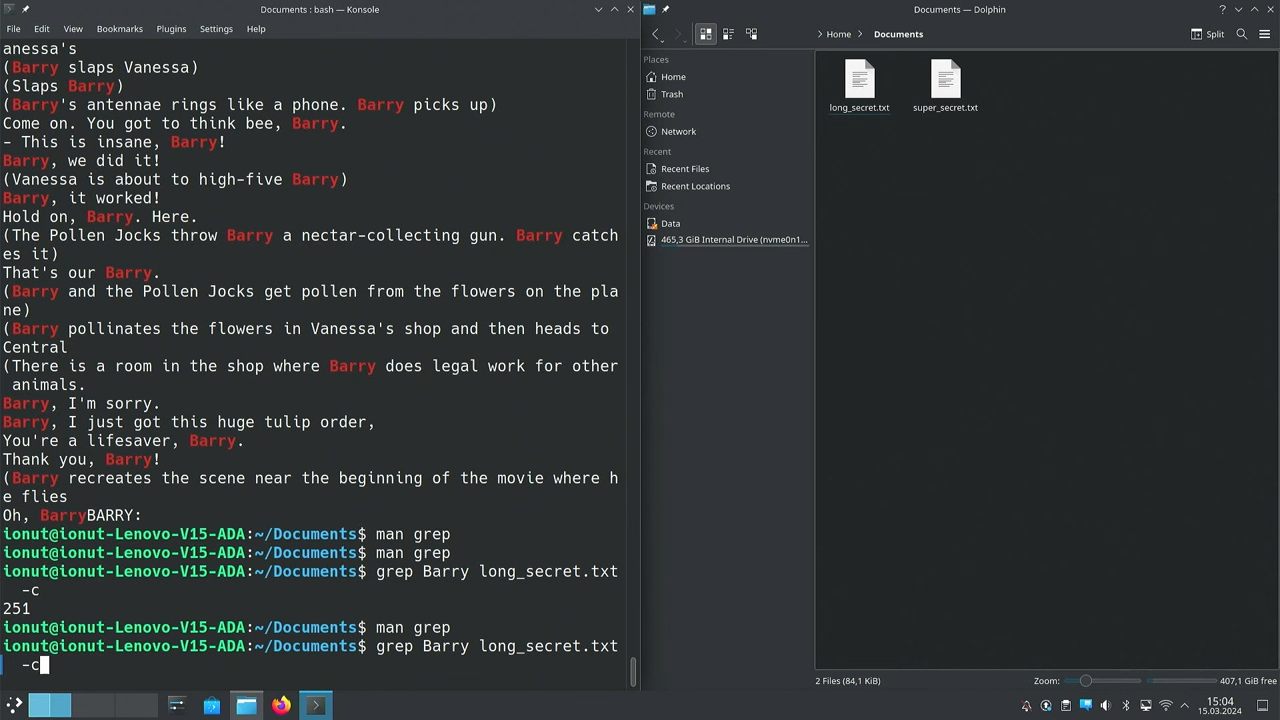 Documents : bash — Konsole
File Edit View Bookmarks Plugins Settings Help
anessa's
(Barry slaps Vanessa)
(Slaps Barry)
(Barry's antennae rings like a phone. Barry picks up)
Come on. You got to think bee, Barry.
- This is insane, Barry!
Barry, we did it!
(Vanessa is about to high-five Barry)
Barry, it worked!
Hold on, Barry. Here.
(The Pollen Jocks throw Barry a nectar-collecting gun. Barry catch
es it)
That's our Barry.
(Barry and the Pollen Jocks get pollen from the flowers on the pla
ne)
(Barry pollinates the flowers in Vanessa's shop and then heads to
Central
(There is a room in the shop where Barry does legal work for other
 animals.
Barry, I'm sorry.
Barry, I just got this huge tulip order,
You're a lifesaver, Barry.
Thank you, Barry!
(Barry recreates the scene near the beginning of the movie where h
e flies
Oh, BarryBARRY:
ionut@ionut-Lenovo-V15-ADA:~/Documents$ man grep
ionut@ionut-Lenovo-V15-ADA:~/Documents$ man grep
ionut@ionut-Lenovo-V15-ADA:~/Documents$ grep Barry long_secret.txt
  -c
251
ionut@ionut-Lenovo-V15-ADA:~/Documents$ man grep
ionut@ionut-Lenovo-V15-ADA:~/Documents$ grep Barry long_secret.txt
  -c
Documents — Dolphin
Home Documents
Split
Places
Home
Trash
Remote
Network
Recent
Recent Files
Recent Locations
Devices
Data
465,3 GiB Internal Drive (nvme0n1...
long_secret.txt
super_secret.txt
2 Files (84,1 KiB)
Zoom:
407,1 GiB free
15:04
15.03.2024